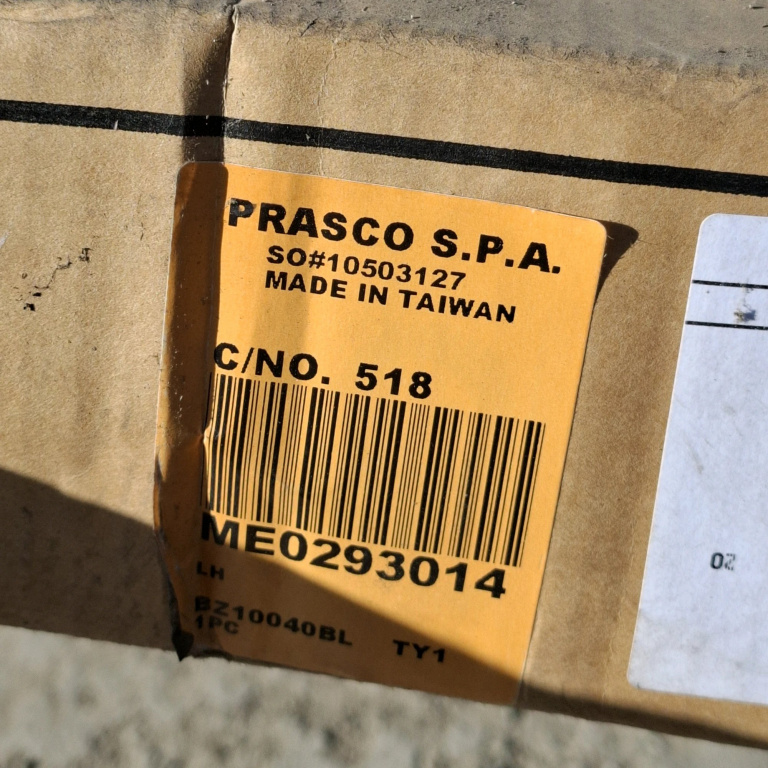 PRASCO S.P.A.
SO#10503127
MADE IN TAIWAN
C/NO. 518
ME0293014
LH
BZ10040BL TY1
1PC
02